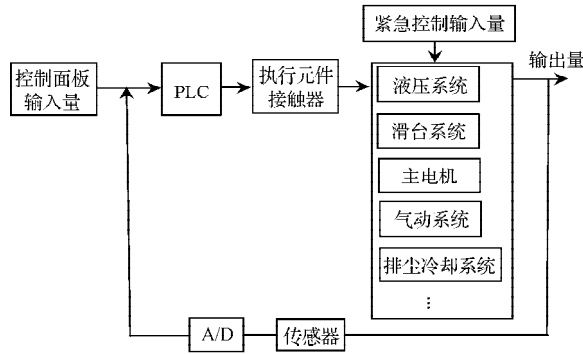 紧急控制输入量
控制面板
输入量
PLC
执行元件
接触器
液压系统
输出量
滑台系统
主电机
气动系统
排尘冷却系统
⋮
A/D
传感器